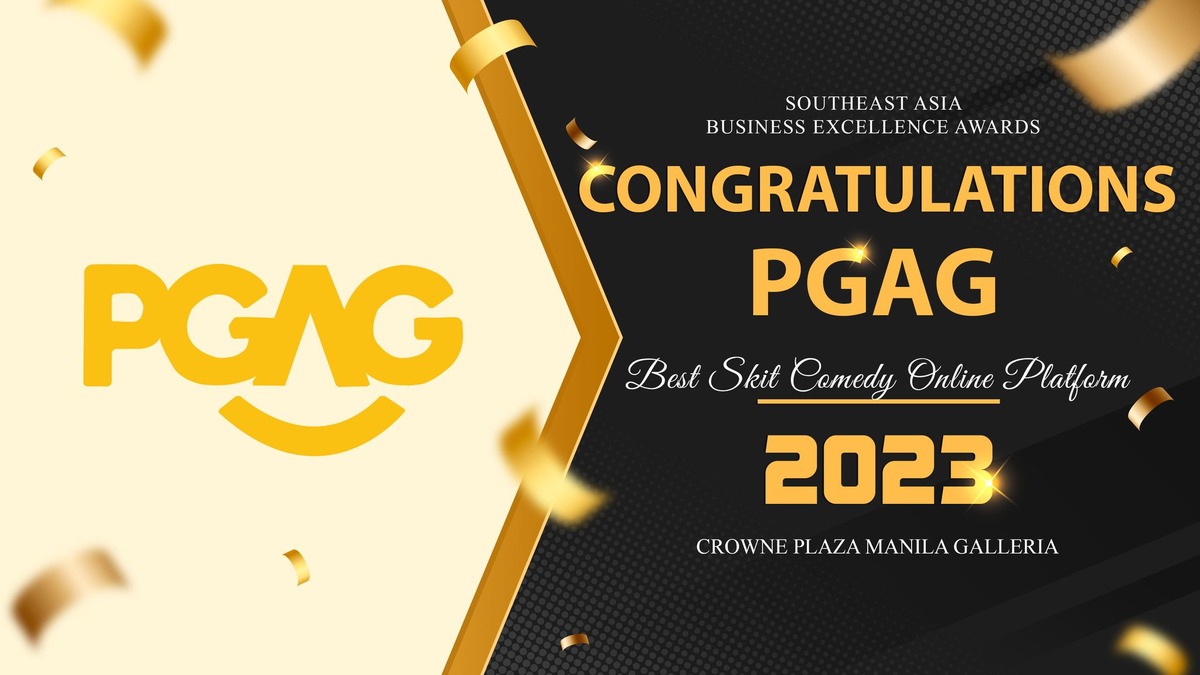 PGAG
SOUTHEAST ASIA
BUSINESS EXCELLENCE AWARDS
CONGRATULATIONS
PGAG
Best Skit Comedy Online Platform
2023
CROWNE PLAZA MANILA GALLERIA